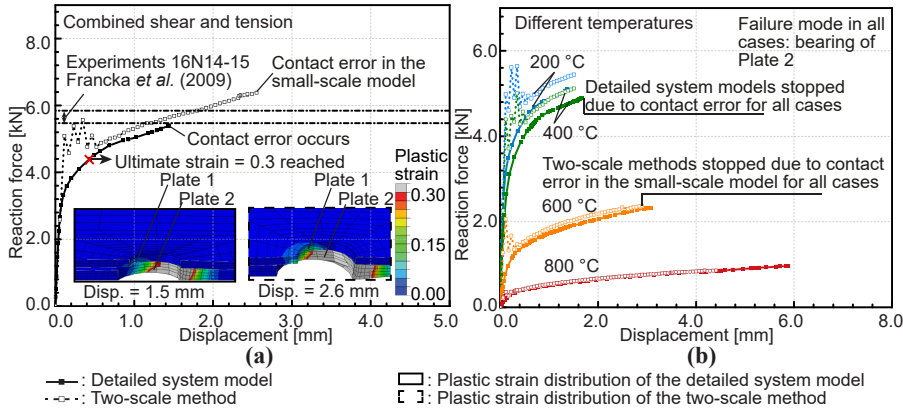 Combined shear and tension
8.0
6.0
4.0
2.0
0.0
Reaction force [kN]
Experiments 16N14-15
Francka et al. (2009)
Contact error in the
small-scale model
Contact error occurs
Ultimate strain = 0.3 reached
Plate 1
Plate 2
Plate 1
Plate 2
Disp. = 1.5 mm
Disp. = 2.6 mm
Plastic
strain
0.30
0.15
0.00
0.0 1.0 2.0 3.0 4.0 5.0
Displacement [mm]
(a)
Different temperatures
Failure mode in all
cases: bearing of
Plate 2
6.0
4.0
2.0
0.0
Reaction force [kN]
200 °C
Detailed system models stopped
due to contact error for all cases
400 °C
Two-scale methods stopped due to contact
error in the small-scale model for all cases
600 °C
800 °C
0.0 2.0 4.0 6.0 8.0
Displacement [mm]
(b)
: Detailed system model
: Two-scale method
: Plastic strain distribution of the detailed system model
: Plastic strain distribution of the two-scale method